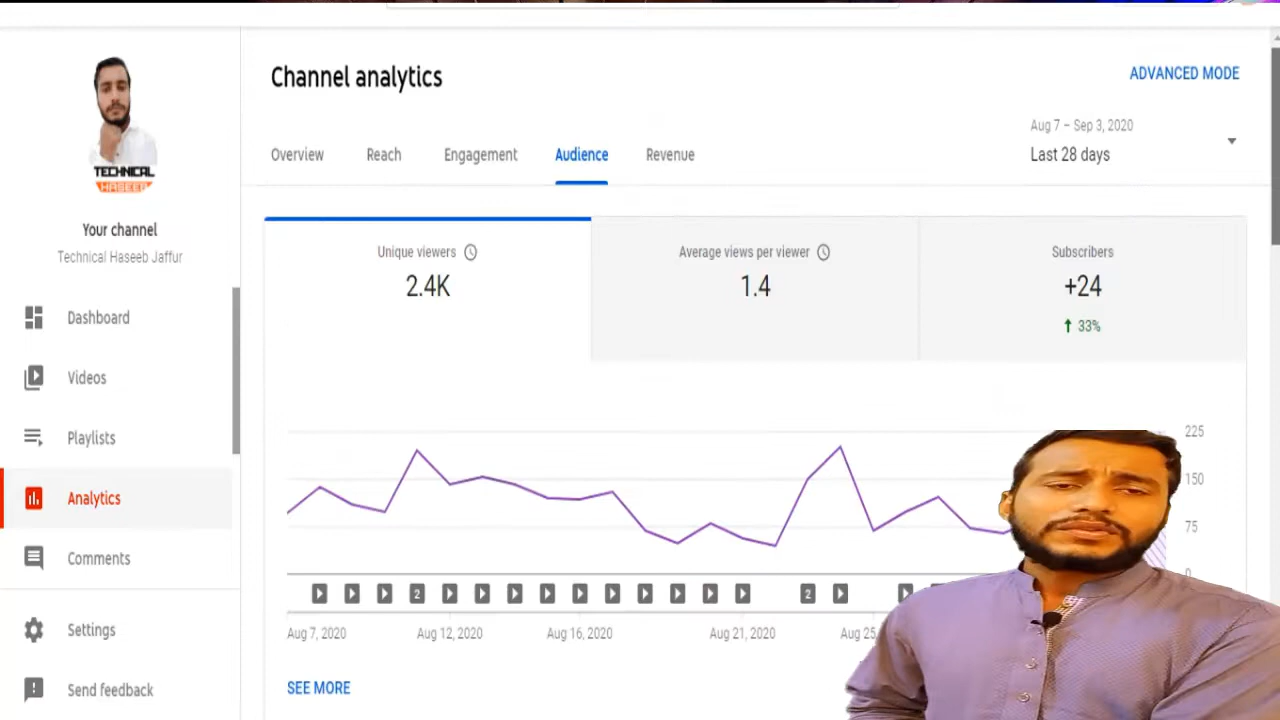 TECHNICAL
HASEEB
Your channel
Technical Haseeb Jaffur
Dashboard
Videos
Playlists
Analytics
Comments
Settings
Send feedback
Channel analytics
ADVANCED MODE
Overview
Reach
Engagement
Audience
Revenue
Aug 7 – Sep 3, 2020
Last 28 days
Unique viewers
2.4K
Average views per viewer
1.4
Subscribers
+24
33%
225
150
75
0
2
2
Aug 7, 2020
Aug 12, 2020
Aug 16, 2020
Aug 21, 2020
Aug 25,
SEE MORE